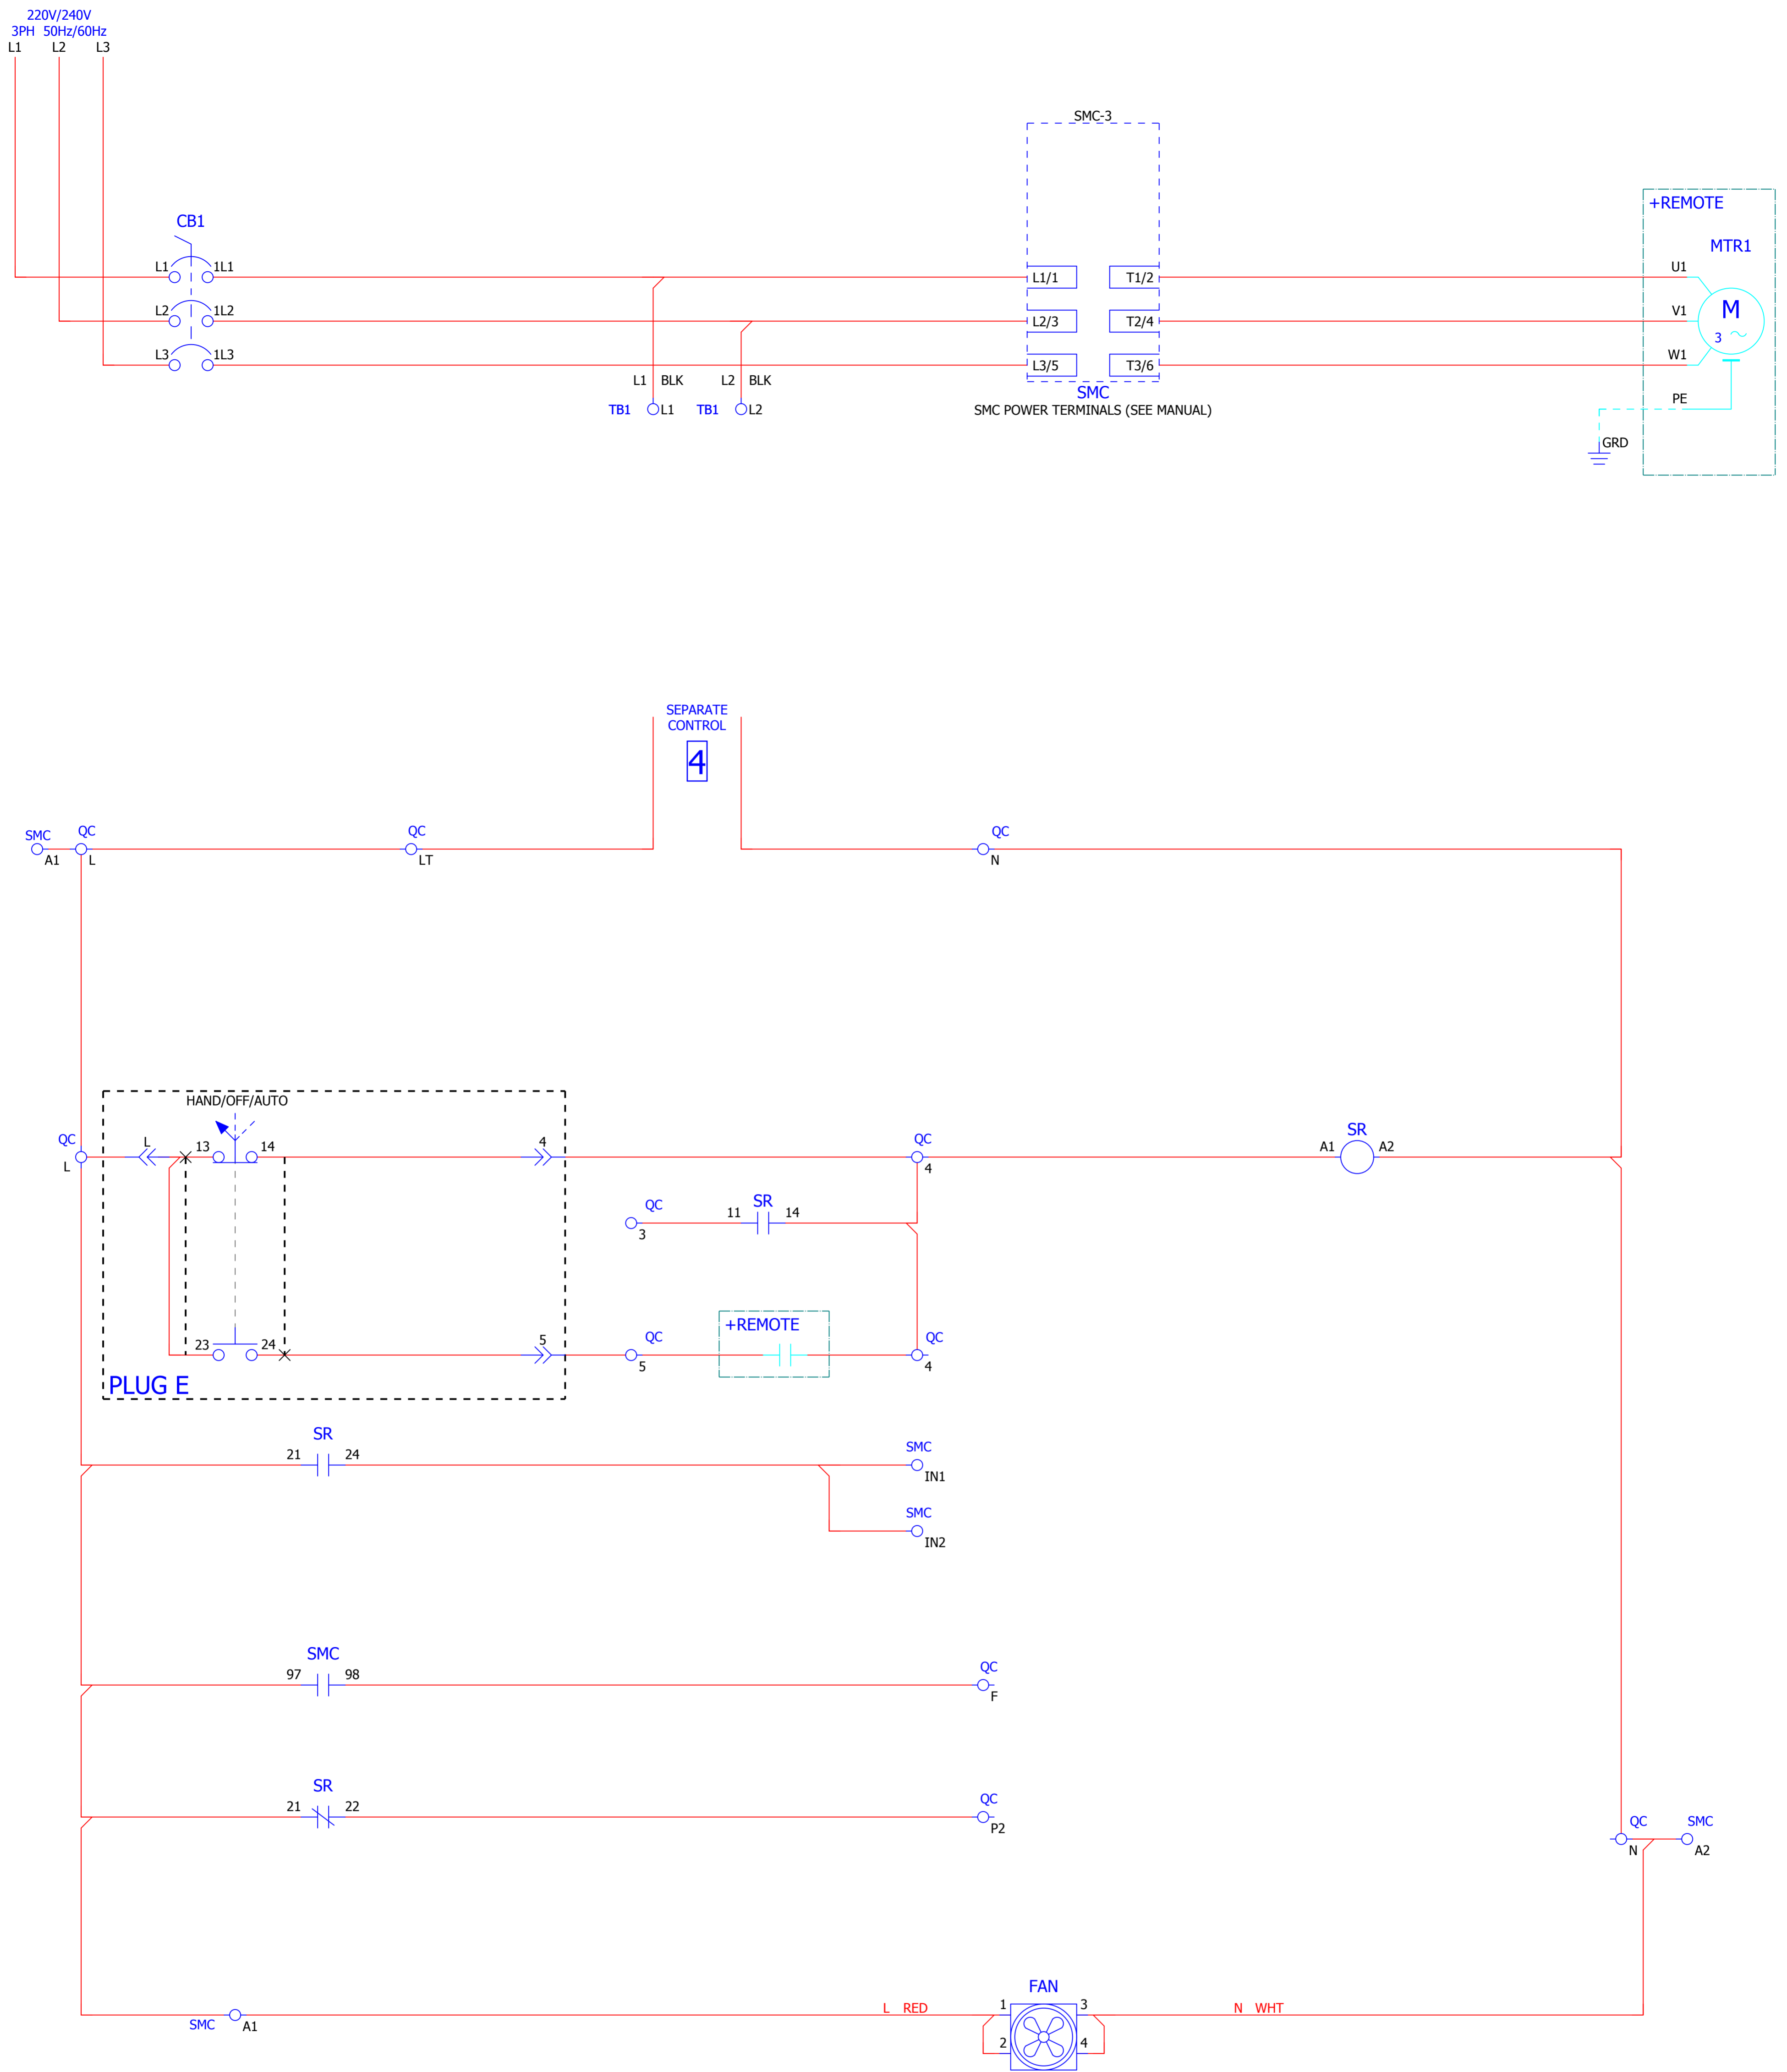 220V/240V
3PH 50Hz/60Hz
L1 L2 L3
SMC-3
+REMOTE
MTR1
CB1
L1 1L1
L1/1 T1/2
U1
L2 1L2
L2/3 T2/4
V1
M
3
L3 1L3
L3/5 T3/6
W1
L1 BLK L2 BLK
TB1 L1 TB1 L2
SMC
SMC POWER TERMINALS (SEE MANUAL)
PE
GRD
SEPARATE
CONTROL
4
SMC QC QC QC
A1 L LT N
HAND/OFF/AUTO
QC L 13 14 4 QC SR
A1 A2
L 4
QC SR
11 14
3
+REMOTE
23 24 5 QC QC
5 4
PLUG E
SR
21 24
SMC
IN1
SMC
IN2
SMC
97 98
QC
F
SR
21 22
QC
P2
QC SMC
N A2
FAN
L RED 1 3 N WHT
SMC A1
2 4